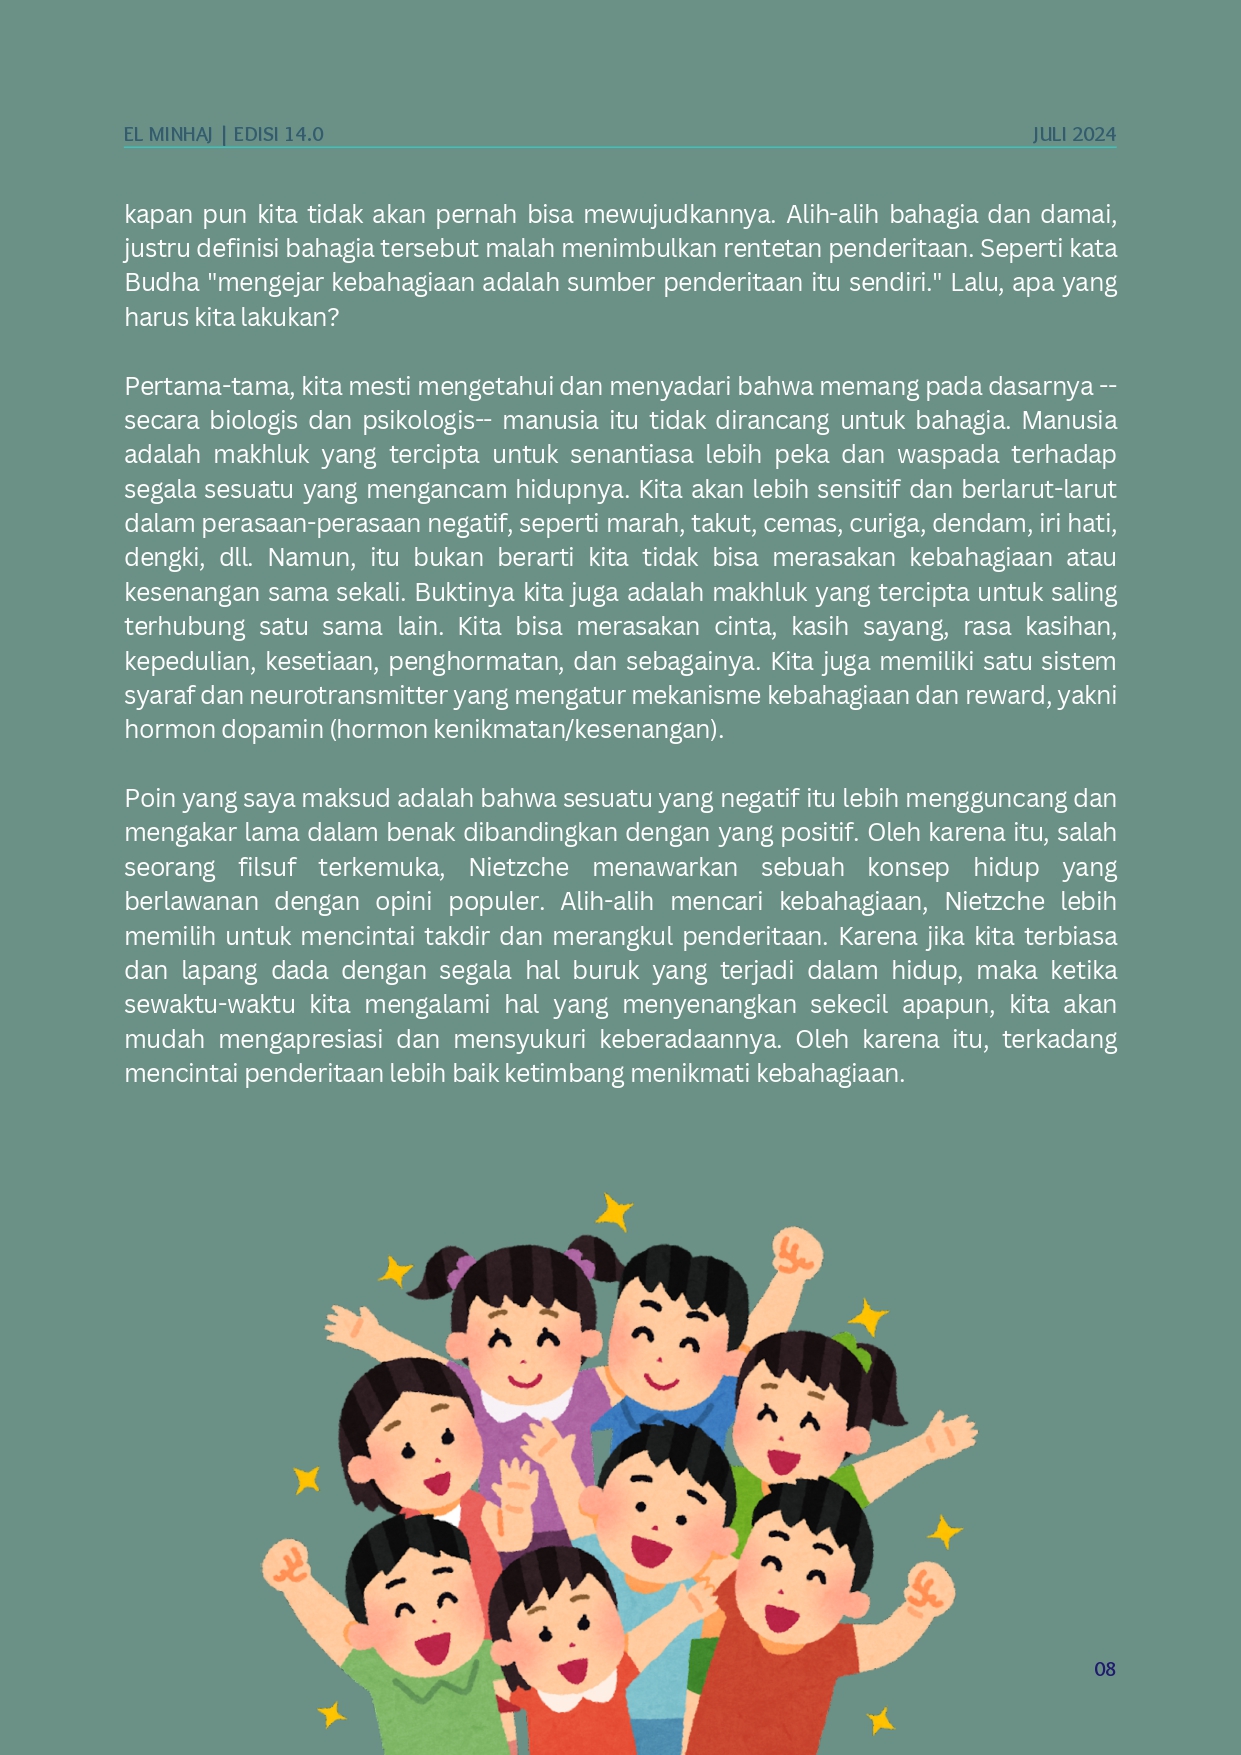 EL MINHAJ | EDISI 14.0
JULI 2024
kapan pun kita tidak akan pernah bisa mewujudkannya. Alih-alih bahagia dan damai,
justru definisi bahagia tersebut malah menimbulkan rentetan penderitaan. Seperti kata
Budha "mengejar kebahagiaan adalah sumber penderitaan itu sendiri." Lalu, apa yang
harus kita lakukan?
Pertama-tama, kita mesti mengetahui dan menyadari bahwa memang pada dasarnya --
secara biologis dan psikologis-- manusia itu tidak dirancang untuk bahagia. Manusia
adalah makhluk yang tercipta untuk senantiasa lebih peka dan waspada terhadap
segala sesuatu yang mengancam hidupnya. Kita akan lebih sensitif dan berlarut-larut
dalam perasaan-perasaan negatif, seperti marah, takut, cemas, curiga, dendam, iri hati,
dengki, dll. Namun, itu bukan berarti kita tidak bisa merasakan kebahagiaan atau
kesenangan sama sekali. Buktinya kita juga adalah makhluk yang tercipta untuk saling
terhubung satu sama lain. Kita bisa merasakan cinta, kasih sayang, rasa kasihan,
kepedulian, kesetiaan, penghormatan, dan sebagainya. Kita juga memiliki satu sistem
syaraf dan neurotransmitter yang mengatur mekanisme kebahagiaan dan reward, yakni
hormon dopamin (hormon kenikmatan/kesenangan).
Poin yang saya maksud adalah bahwa sesuatu yang negatif itu lebih mengguncang dan
mengakar lama dalam benak dibandingkan dengan yang positif. Oleh karena itu, salah
seorang filsuf terkemuka, Nietzche menawarkan sebuah konsep hidup yang
berlawanan dengan opini populer. Alih-alih mencari kebahagiaan, Nietzche lebih
memilih untuk mencintai takdir dan merangkul penderitaan. Karena jika kita terbiasa
dan lapang dada dengan segala hal buruk yang terjadi dalam hidup, maka ketika
sewaktu-waktu kita mengalami hal yang menyenangkan sekecil apapun, kita akan
mudah mengapresiasi dan mensyukuri keberadaannya. Oleh karena itu, terkadang
mencintai penderitaan lebih baik ketimbang menikmati kebahagiaan.
08